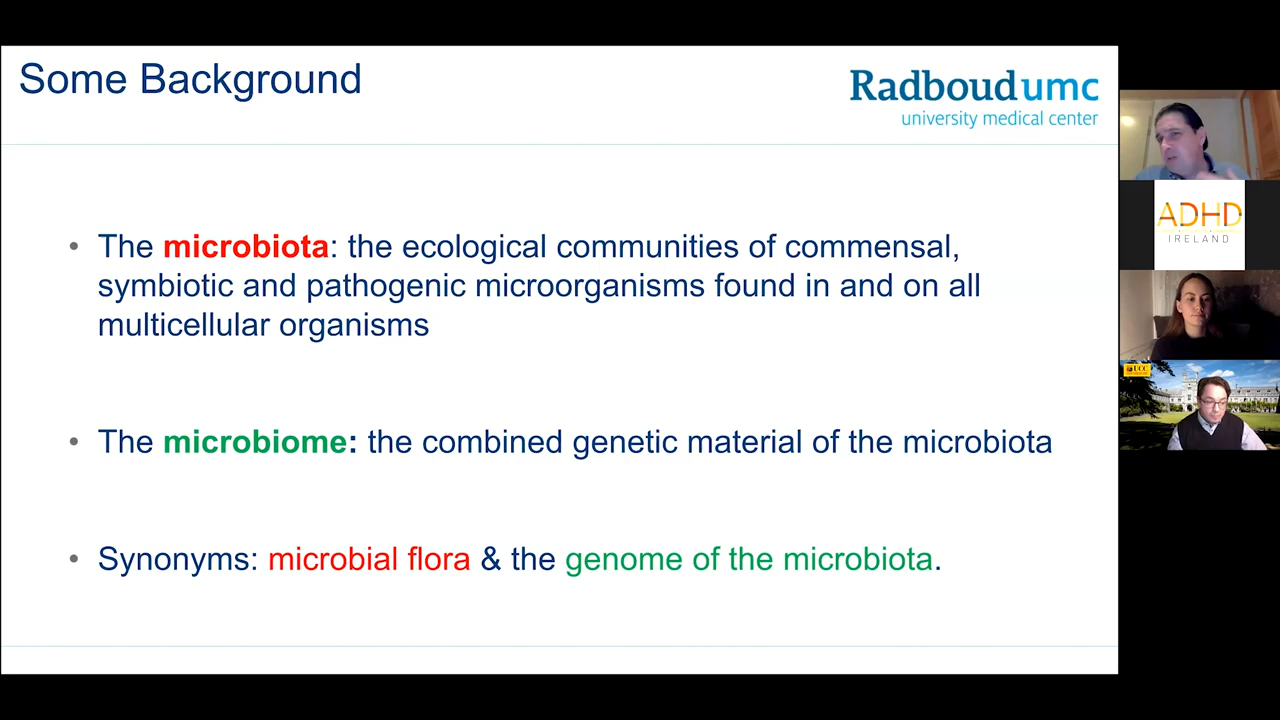 Some Background
Radboudumc
university medical center
• The microbiota: the ecological communities of commensal,
symbiotic and pathogenic microorganisms found in and on all
multicellular organisms
• The microbiome: the combined genetic material of the microbiota
• Synonyms: microbial flora & the genome of the microbiota.
ADHD
IRELAND
UCC